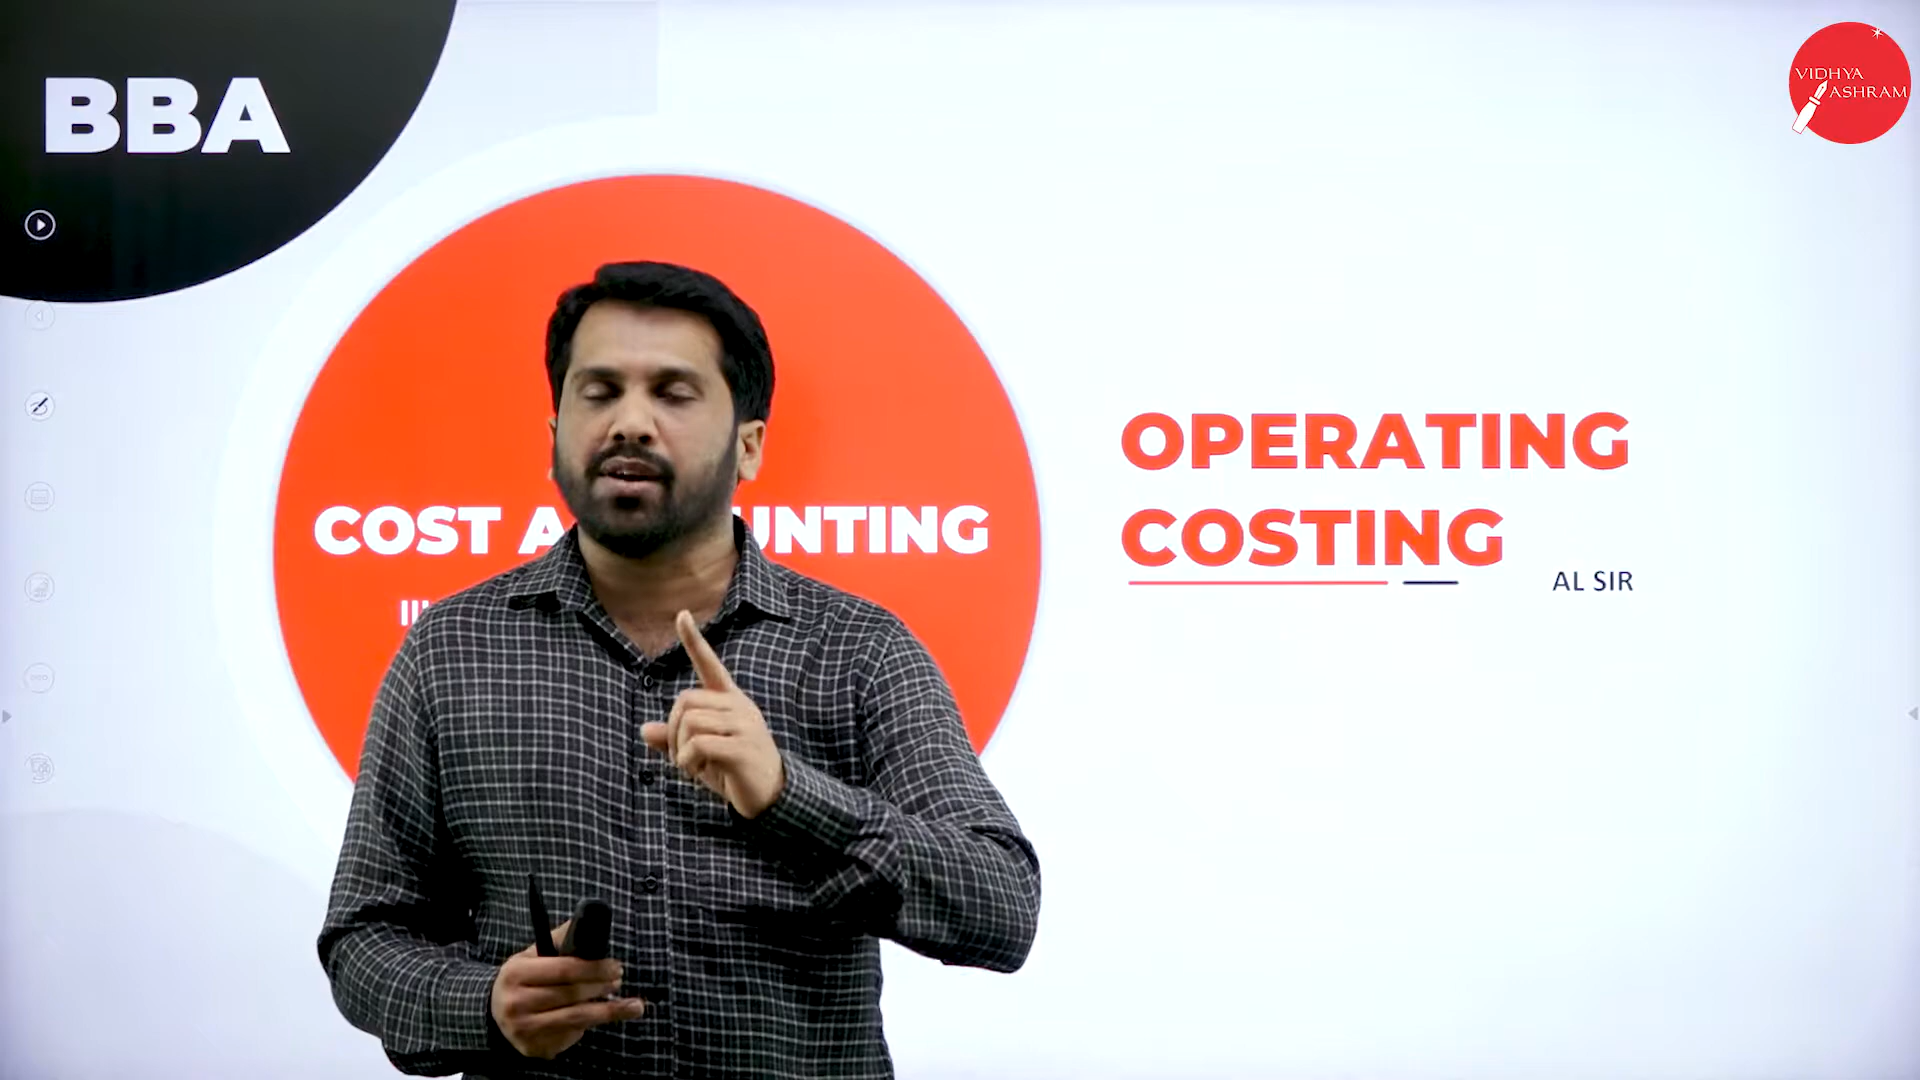 BBA
VIDHYA
ASHRAM
COST A UNTING
OPERATING
COSTING
AL SIR